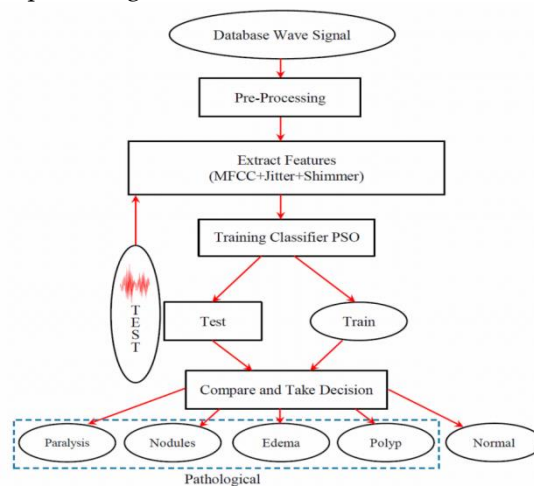 Database Wave Signal
Pre-Processing
Extract Features
(MFCC+Jitter+Shimmer)
Training Classifier PSO
T
E
S
T
Test
Train
Compare and Take Decision
Paralysis
Nodules
Edema
Polyp
Normal
Pathological